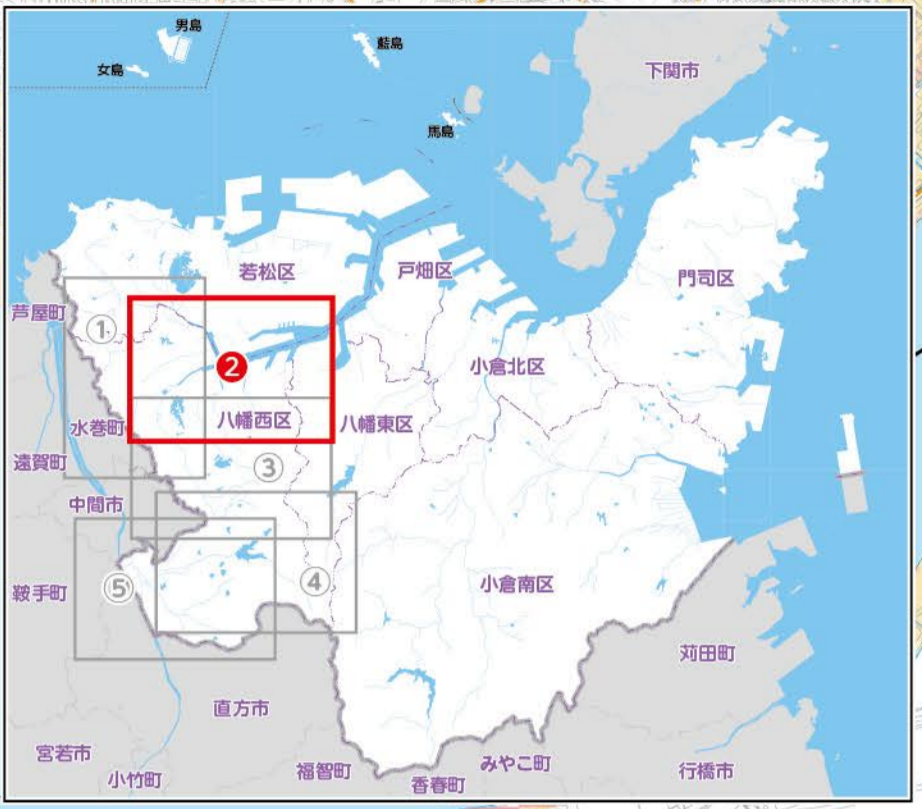 男島
藍島
女島
下関市
馬島
若松区
戸畑区
門司区
芦屋町
①
❷
小倉北区
水巻町
八幡西区
八幡東区
遠賀町
③
中間市
鞍手町
⑤
④
小倉南区
苅田町
直方市
宮若市
小竹町
福智町
香春町
みやこ町
行橋市